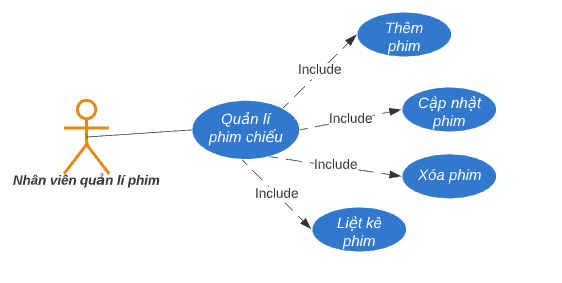 Thêm
phim
Include
Cập nhật
phim
Include
Quản lí
phim chiếu
Include
Xóa phim
Nhân viên quản lí phim
Include
Liệt kê
phim